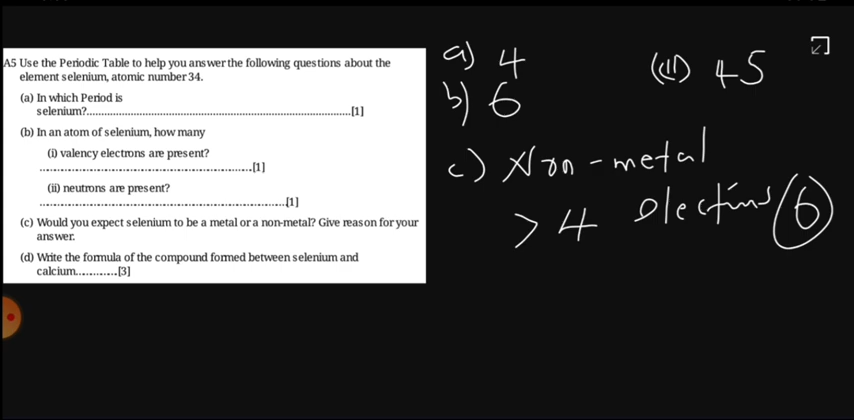 A5 Use the Periodic Table to help you answer the following questions about the
element selenium, atomic number 34.
(a) In which Period is
selenium?..........................................................................................[1]
(b) In an atom of selenium, how many
(i) valency electrons are present?
........................................................................[1]
(ii) neutrons are present?
...................................................................................[1]
(c) Would you expect selenium to be a metal or a non-metal? Give reason for your
answer.
(d) Write the formula of the compound formed between selenium and
calcium.............[3]
a) 4
(ii) 45
b) 6
c) Non-metal
> 4 electrons (6)